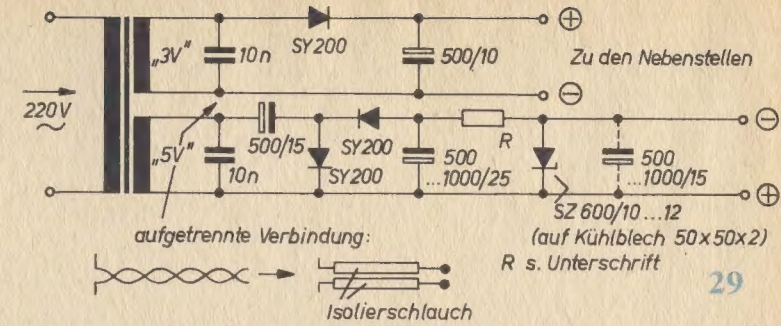 220V
„3V"
10n
SY200
500/10
⊕
Zu den Nebenstellen
⊖
„5V"
10n
500/15
SY200
SY200
500
...1000/25
R
500
...1000/15
⊖
⊕
SZ 600/10...12
(auf Kühlblech 50x50x2)
R s. Unterschrift
aufgetrennte Verbindung:
Isolierschlauch
29